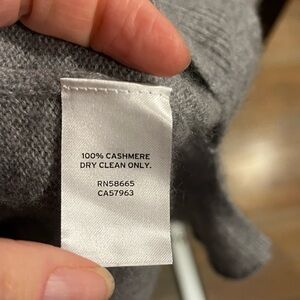 100% CASHMERE
DRY CLEAN ONLY.
RN58665
CA57963